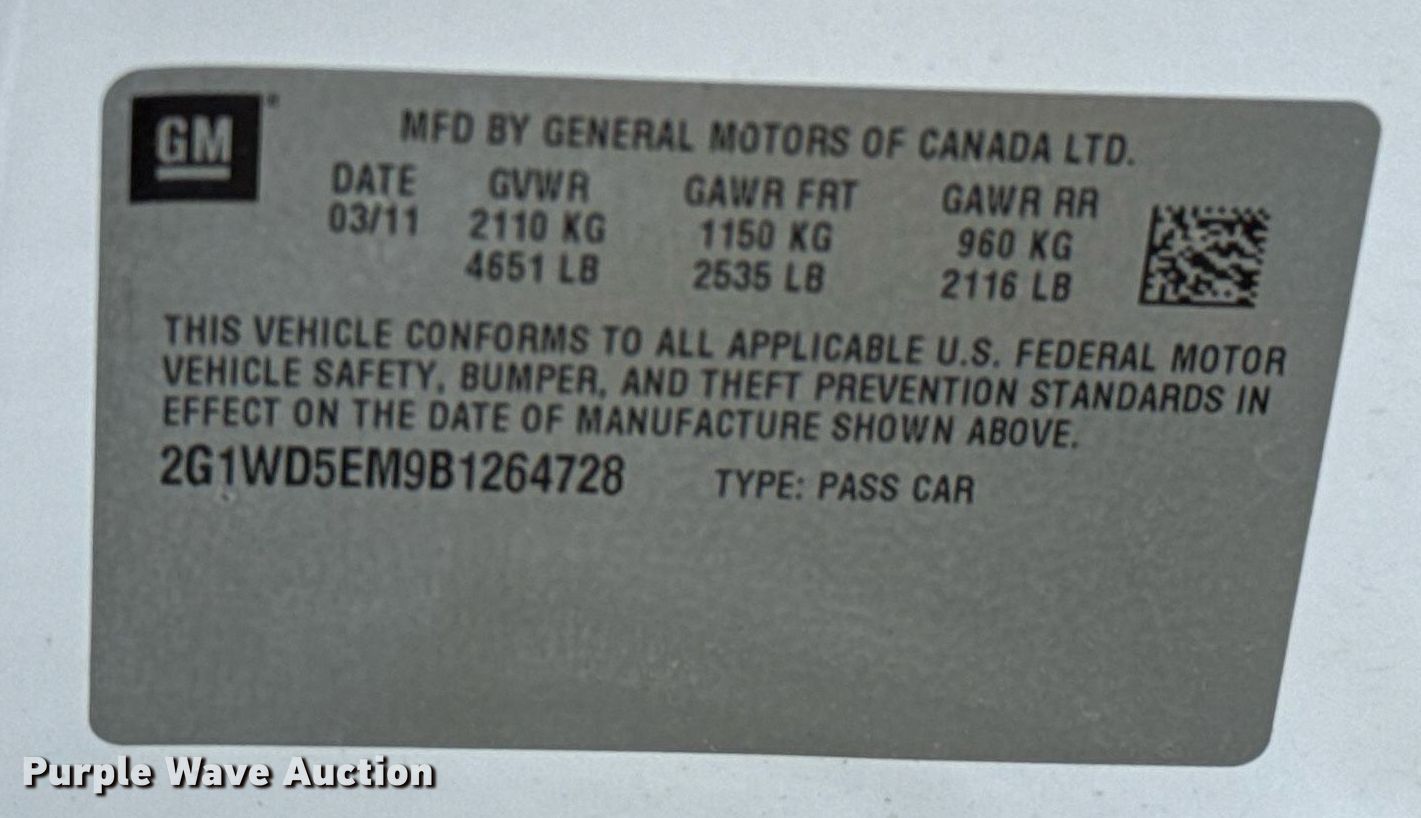 GM®
MFD BY GENERAL MOTORS OF CANADA LTD.
DATE GVWR GAWR FRT GAWR RR
03/11 2110 KG 1150 KG 960 KG
4651 LB 2535 LB 2116 LB
THIS VEHICLE CONFORMS TO ALL APPLICABLE U.S. FEDERAL MOTOR
VEHICLE SAFETY, BUMPER, AND THEFT PREVENTION STANDARDS IN
EFFECT ON THE DATE OF MANUFACTURE SHOWN ABOVE.
2G1WD5EM9B1264728 TYPE: PASS CAR
Purple Wave Auction